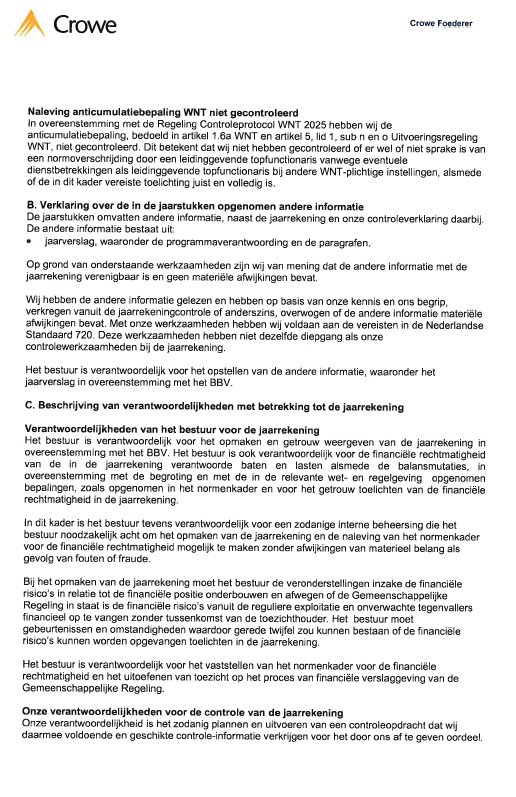 Crowe
Crowe Foederer
Naleving anticumulatiebepaling WNT niet gecontroleerd
In overeenstemming met de Regeling Controleprotocol WNT 2025 hebben wij de
anticumulatiebepaling, bedoeld in artikel 1.6a WNT en artikel 5, lid 1, sub n en o Uitvoeringsregeling
WNT, niet gecontroleerd. Dit betekent dat wij niet hebben gecontroleerd of er wel of niet sprake is van
een normoverschrijding door een leidinggevende topfunctionaris vanwege eventuele
dienstbetrekkingen als leidinggevende topfunctionaris bij andere WNT-plichtige instellingen, alsmede
of de in dit kader vereiste toelichting juist en volledig is.
B. Verklaring over de in de jaarstukken opgenomen andere informatie
De jaarstukken omvatten andere informatie, naast de jaarrekening en onze controleverklaring daarbij.
De andere informatie bestaat uit:
• jaarverslag, waaronder de programmaverantwoording en de paragrafen.
Op grond van onderstaande werkzaamheden zijn wij van mening dat de andere informatie met de
jaarrekening verenigbaar is en geen materiële afwijkingen bevat.
Wij hebben de andere informatie gelezen en hebben op basis van onze kennis en ons begrip,
verkregen vanuit de jaarrekeningcontrole of anderszins, overwogen of de andere informatie materiële
afwijkingen bevat. Met onze werkzaamheden hebben wij voldaan aan de vereisten in de Nederlandse
Standaard 720. Deze werkzaamheden hebben niet dezelfde diepgang als onze
controlewerkzaamheden bij de jaarrekening.
Het bestuur is verantwoordelijk voor het opstellen van de andere informatie, waaronder het
jaarverslag in overeenstemming met het BBV.
C. Beschrijving van verantwoordelijkheden met betrekking tot de jaarrekening
Verantwoordelijkheden van het bestuur voor de jaarrekening
Het bestuur is verantwoordelijk voor het opmaken en getrouw weergeven van de jaarrekening in
overeenstemming met het BBV. Het bestuur is ook verantwoordelijk voor de financiële rechtmatigheid
van de in de jaarrekening verantwoorde baten en lasten alsmede de balansmutaties, in
overeenstemming met de begroting en met de in de relevante wet- en regelgeving opgenomen
bepalingen, zoals opgenomen in het normenkader en voor het getrouw toelichten van de financiële
rechtmatigheid in de jaarrekening.
In dit kader is het bestuur tevens verantwoordelijk voor een zodanige interne beheersing die het
bestuur noodzakelijk acht om het opmaken van de jaarrekening en de naleving van het normenkader
voor de financiële rechtmatigheid mogelijk te maken zonder afwijkingen van materieel belang als
gevolg van fouten of fraude.
Bij het opmaken van de jaarrekening moet het bestuur de veronderstellingen inzake de financiële
risico's in relatie tot de financiële positie onderbouwen en afwegen of de Gemeenschappelijke
Regeling in staat is de financiële risico's vanuit de reguliere exploitatie en onverwachte tegenvallers
financieel op te vangen zonder tussenkomst van de toezichthouder. Het bestuur moet
gebeurtenissen en omstandigheden waardoor gerede twijfel zou kunnen bestaan of de financiële
risico's kunnen worden opgevangen toelichten in de jaarrekening.
Het bestuur is verantwoordelijk voor het vaststellen van het normenkader voor de financiële
rechtmatigheid en het uitoefenen van toezicht op het proces van financiële verslaggeving van de
Gemeenschappelijke Regeling.
Onze verantwoordelijkheden voor de controle van de jaarrekening
Onze verantwoordelijkheid is het zodanig plannen en uitvoeren van een controleopdracht dat wij
daarmee voldoende en geschikte controle-informatie verkrijgen voor het door ons af te geven oordeel.